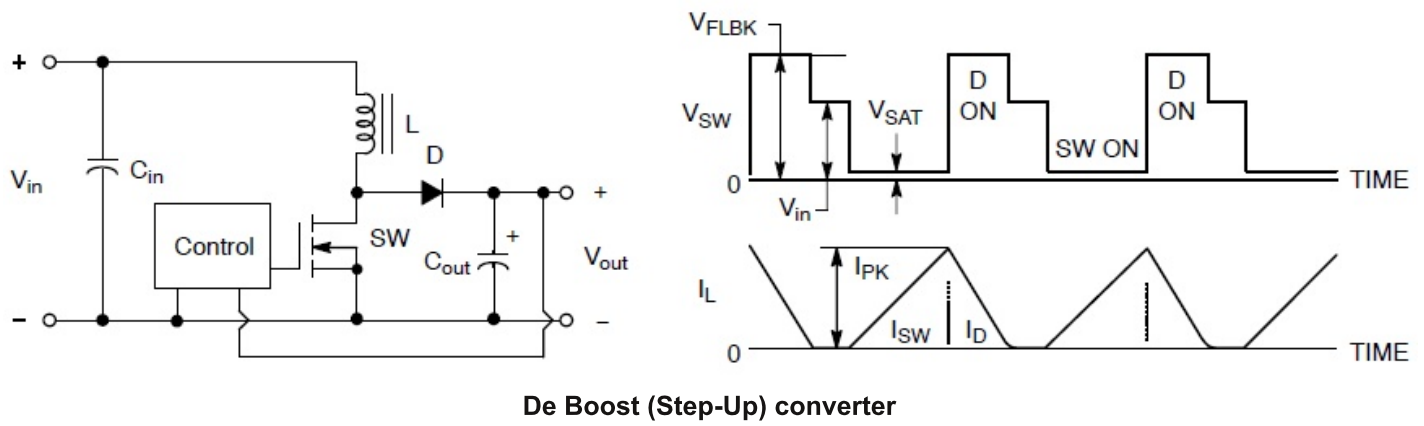 +
L
D
Vin
Cin
Control
SW
+
Cout
+
Vout
−
−
VFLBK
VSW
VSAT
D
ON
D
ON
SW ON
0
TIME
Vin
IL
IPK
ISW
ID
0
TIME
De Boost (Step-Up) converter